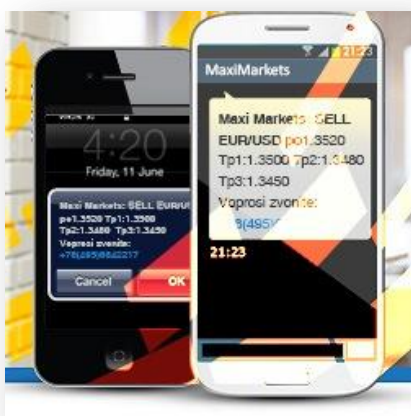 4:20
Friday, 11 June
Maxi Markets: SELL EUR/USD
po1.3520 Tp1:1.3500
Tp2:1.3480 Tp3:1.3450
Voprosi zvonite:
Cancel
OK
21:23
MaxiMarkets
Maxi Markets: SELL
EUR/USD po1.3520
Tp1:1.3500 Tp2:1.3480
Tp3:1.3450
Voprosi zvonite:
21:23